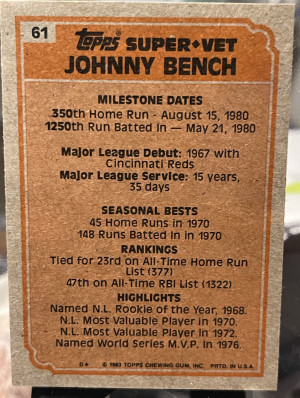 61
Topps SUPER•VET
JOHNNY BENCH
MILESTONE DATES
350th Home Run - August 15, 1980
1250th Run Batted In — May 21, 1980
Major League Debut: 1967 with
Cincinnati Reds
Major League Service: 15 years,
35 days
SEASONAL BESTS
45 Home Runs in 1970
148 Runs Batted In in 1970
RANKINGS
Tied for 23rd on All-Time Home Run
List (377)
47th on All-Time RBI List (1322)
HIGHLIGHTS
Named N.L. Rookie of the Year, 1968.
N.L. Most Valuable Player in 1970.
N.L. Most Valuable Player in 1972.
Named World Series M.V.P. In 1976.
© 1983 TOPPS CHEWING GUM, INC. PRTD. IN U.S.A.